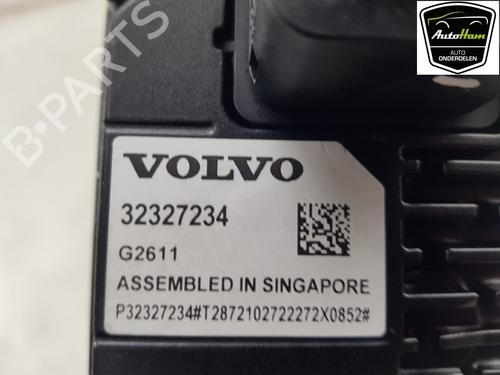 AutoHam
AUTO
ONDERDELEN
B-PARTS
VOLVO
32327234
G2611
ASSEMBLED IN SINGAPORE
P32327234#T2872102722272X0852#